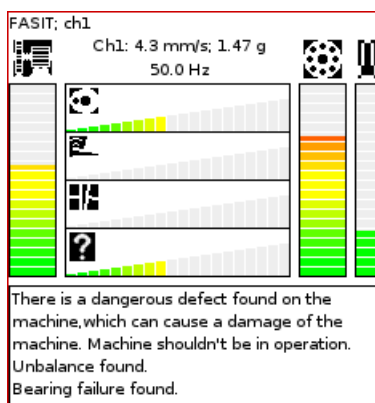 FASIT; ch1
Ch1: 4.3 mm/s; 1.47 g
50.0 Hz
?
There is a dangerous defect found on the
machine,which can cause a damage of the
machine. Machine shouldn't be in operation.
Unbalance found.
Bearing failure found.